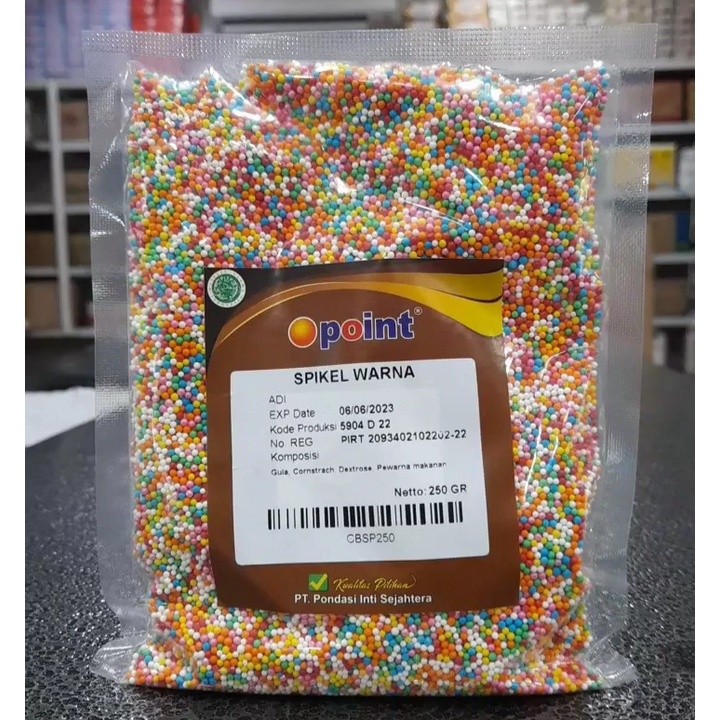 Opoint®
SPIKEL WARNA
ADI
EXP Date 06/06/2023
Kode Produksi 5904 D 22
No. REG PIRT 2093402102202-22
Komposisi
Gula, Cornstrach, Dextrose, Pewarna makanan
Netto: 250 GR
CBSP250
Kualitas Pilihan
PT. Pondasi Inti Sejahtera